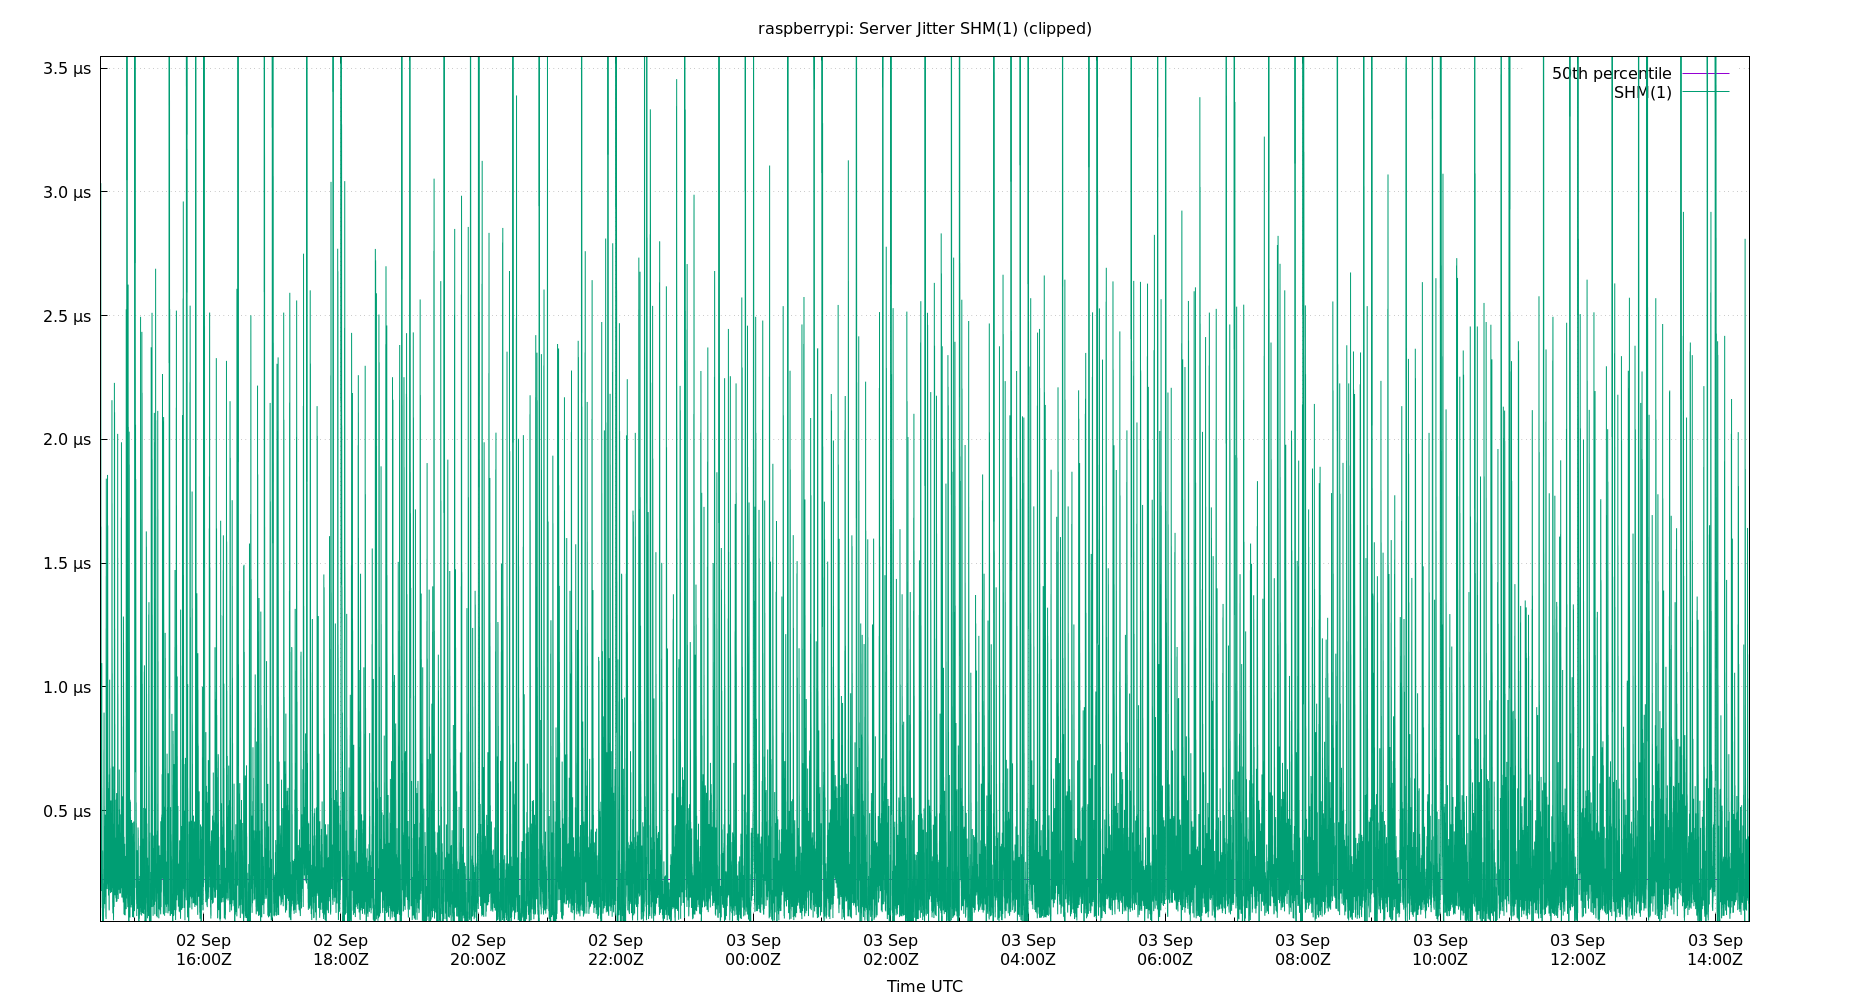 raspberrypi: Server Jitter SHM(1) (clipped)
50th percentile
SHM(1)
3.5 µs
3.0 µs
2.5 µs
2.0 µs
1.5 µs
1.0 µs
0.5 µs
02 Sep 02 Sep 02 Sep 02 Sep 03 Sep 03 Sep 03 Sep 03 Sep 03 Sep 03 Sep 03 Sep 03 Sep
16:00Z 18:00Z 20:00Z 22:00Z 00:00Z 02:00Z 04:00Z 06:00Z 08:00Z 10:00Z 12:00Z 14:00Z
Time UTC